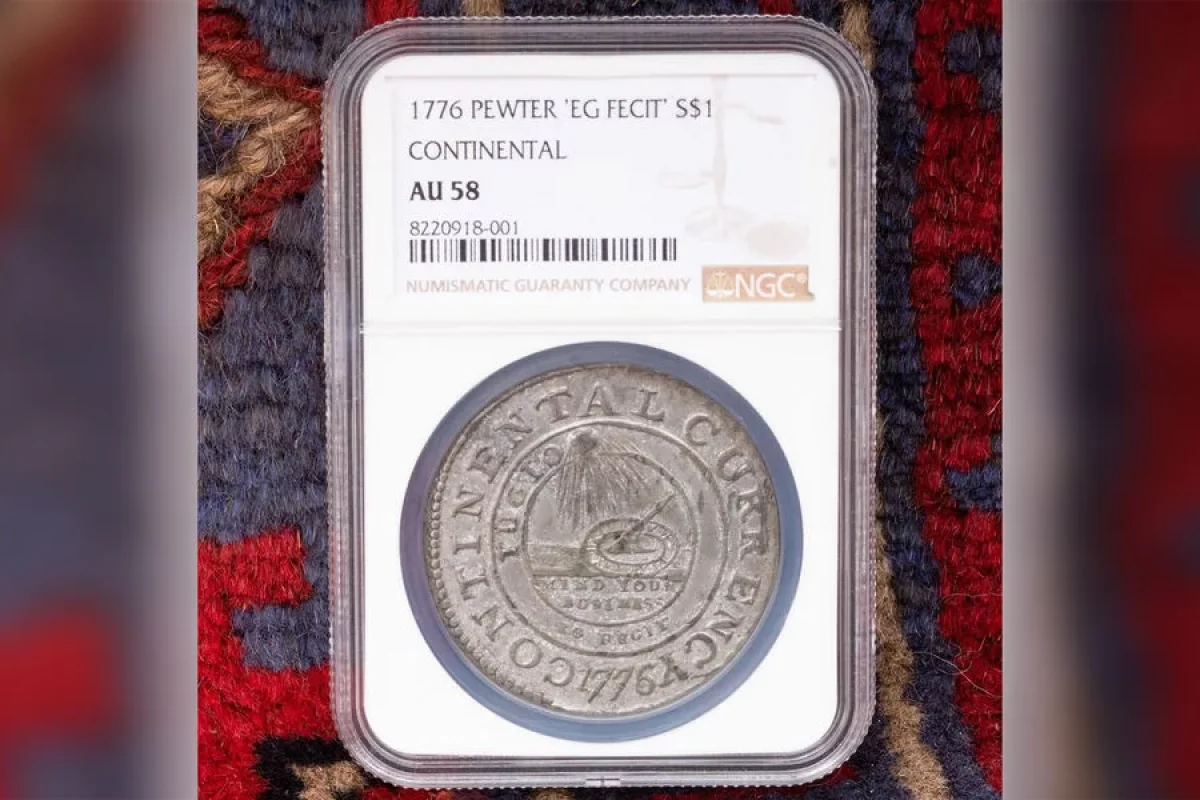 1776 PEWTER 'EG FECIT' S$1
CONTINENTAL
AU 58
8220918-001
NUMISMATIC GUARANTY COMPANY NGC®
CONTINENTAL CURRENCY
1776
FUGIO
MIND YOUR
BUSINESS
EG FECIT